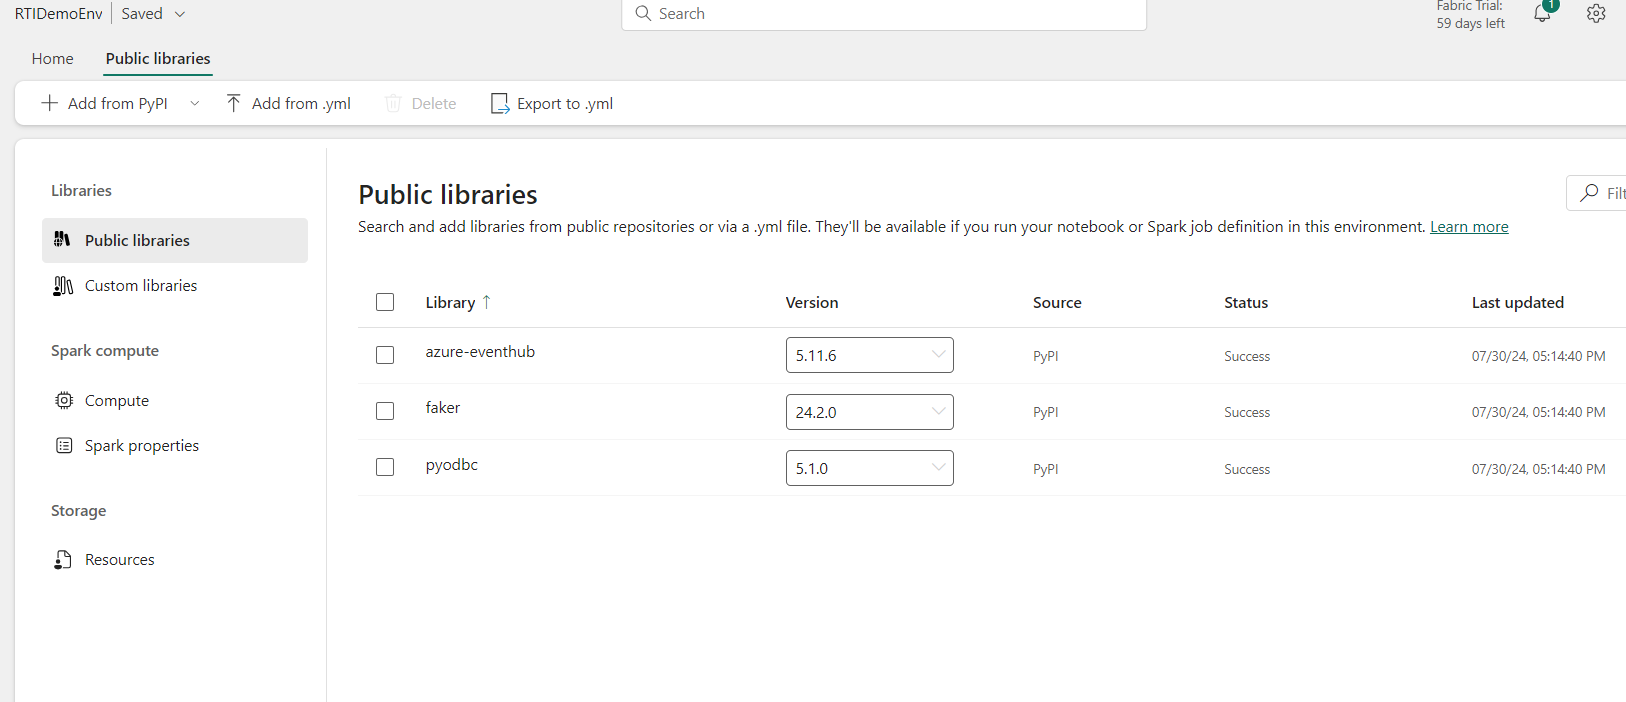 RTIDemoEnv | Saved
Search
Fabric Trial:
59 days left
1
Home
Public libraries
Add from PyPI
Add from .yml
Delete
Export to .yml
Libraries
Public libraries
Custom libraries
Spark compute
Compute
Spark properties
Storage
Resources
Public libraries
Filt
Search and add libraries from public repositories or via a .yml file. They'll be available if you run your notebook or Spark job definition in this environment. Learn more
Library ↑ Version Source Status Last updated
azure-eventhub 5.11.6 PyPI Success 07/30/24, 05:14:40 PM
faker 24.2.0 PyPI Success 07/30/24, 05:14:40 PM
pyodbc 5.1.0 PyPI Success 07/30/24, 05:14:40 PM